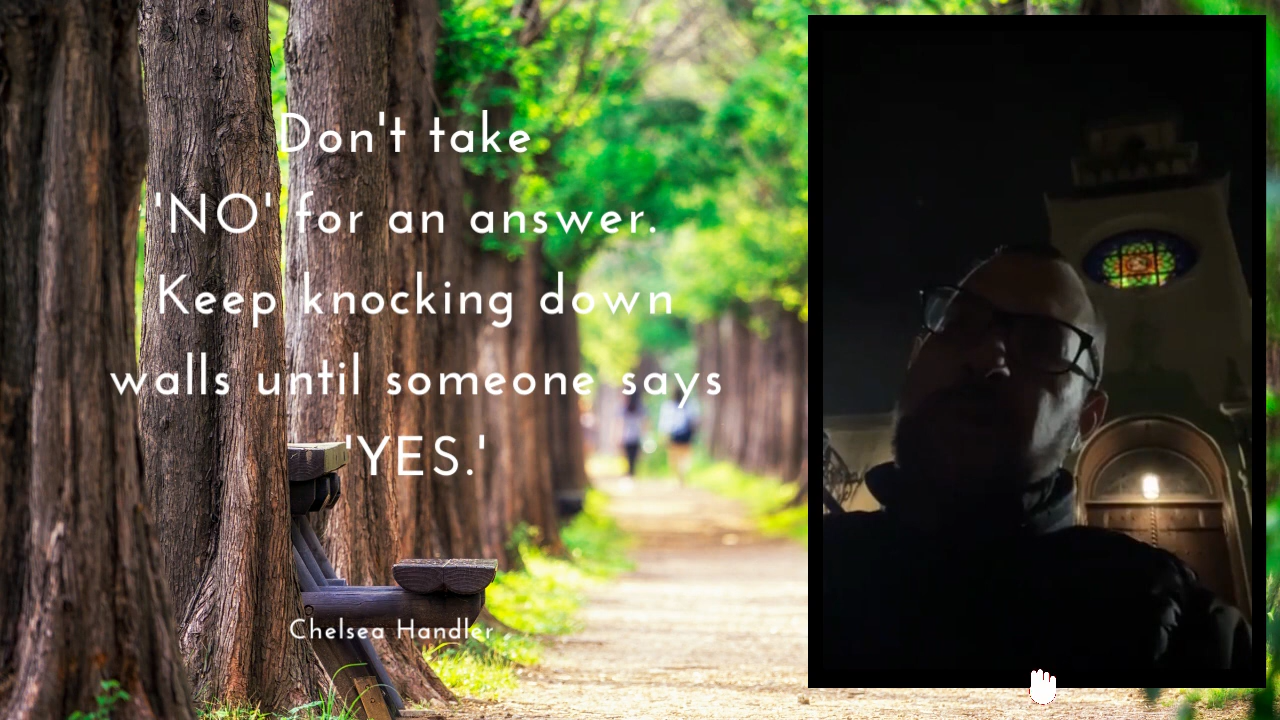 Don't take
'NO' for an answer.
Keep knocking down
walls until someone says
'YES.'
Chelsea Handler